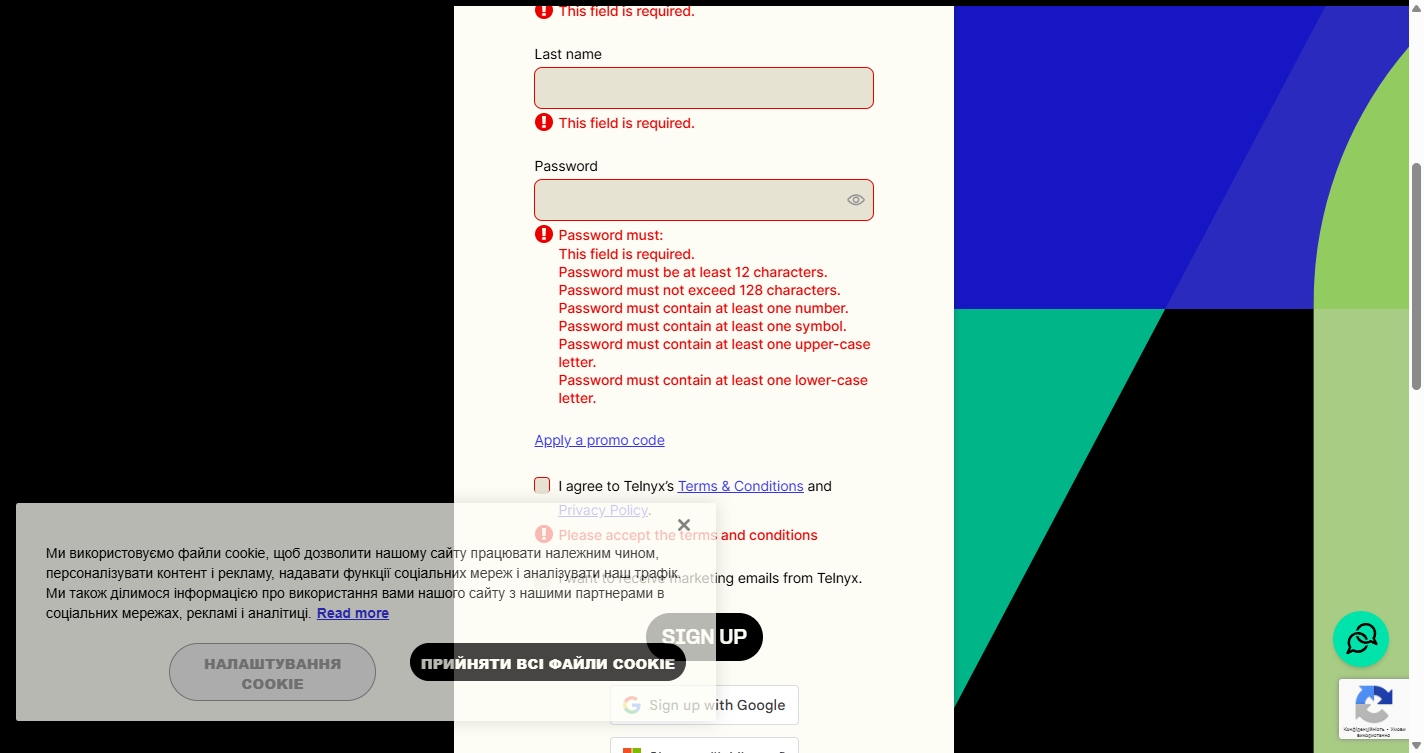 This field is required.
Last name
This field is required.
Password
Password must:
This field is required.
Password must be at least 12 characters.
Password must not exceed 128 characters.
Password must contain at least one number.
Password must contain at least one symbol.
Password must contain at least one upper-case
letter.
Password must contain at least one lower-case
letter.
Apply a promo code
I agree to Telnyx's Terms & Conditions and
Privacy Policy.
Please accept the terms and conditions
I want to receive marketing emails from Telnyx.
SIGN UP
Sign up with Google
Ми використовуємо файли cookie, щоб дозволити нашому сайту працювати належним чином,
персоналізувати контент і рекламу, надавати функції соціальних мереж і аналізувати наш трафік.
Ми також ділимося інформацією про використання вами нашого сайту з нашими партнерами в
соціальних мережах, рекламі і аналітиці. Read more
НАЛАШТУВАННЯ
COOKIE
ПРИЙНЯТИ ВСІ ФАЙЛИ COOKIE
Конфіденційність - Умови
використання